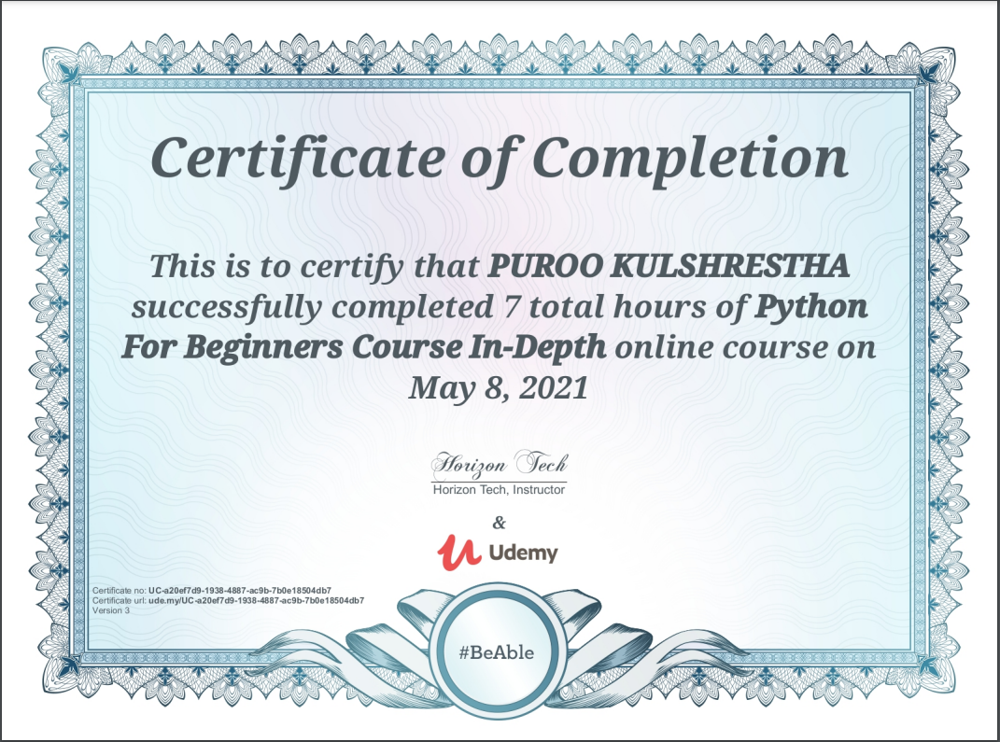 Certificate of Completion
This is to certify that PUROO KULSHRESTHA
successfully completed 7 total hours of Python
For Beginners Course In-Depth online course on
May 8, 2021
Horizon Tech
Horizon Tech, Instructor
&
Udemy
Certificate no: UC-a20ef7d9-1938-4887-ac9b-7b0e18504db7
Certificate url: ude.my/UC-a20ef7d9-1938-4887-ac9b-7b0e18504db7
Version 3
#BeAble